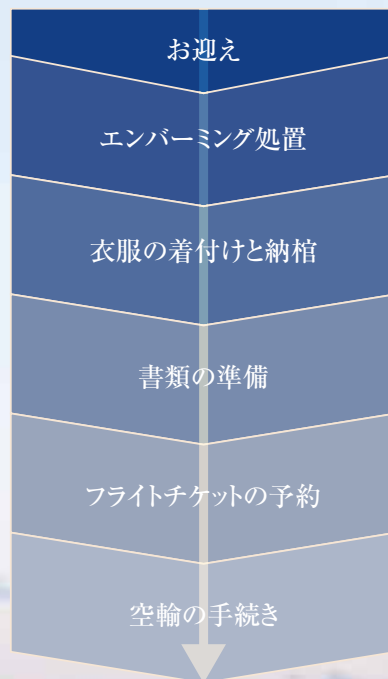 お迎え
エンバーミング処置
衣服の着付けと納棺
書類の準備
フライトチケットの予約
空輸の手続き